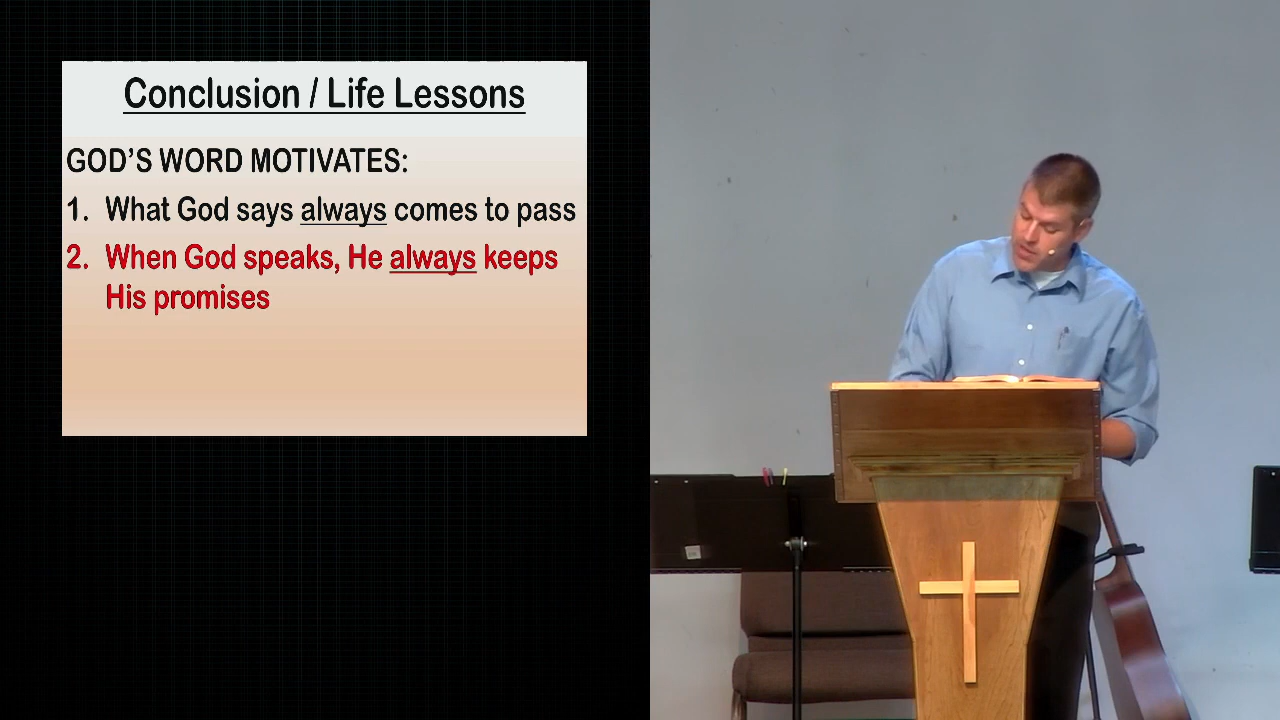 Conclusion / Life Lessons
GOD'S WORD MOTIVATES:
1. What God says always comes to pass
2. When God speaks, He always keeps
His promises